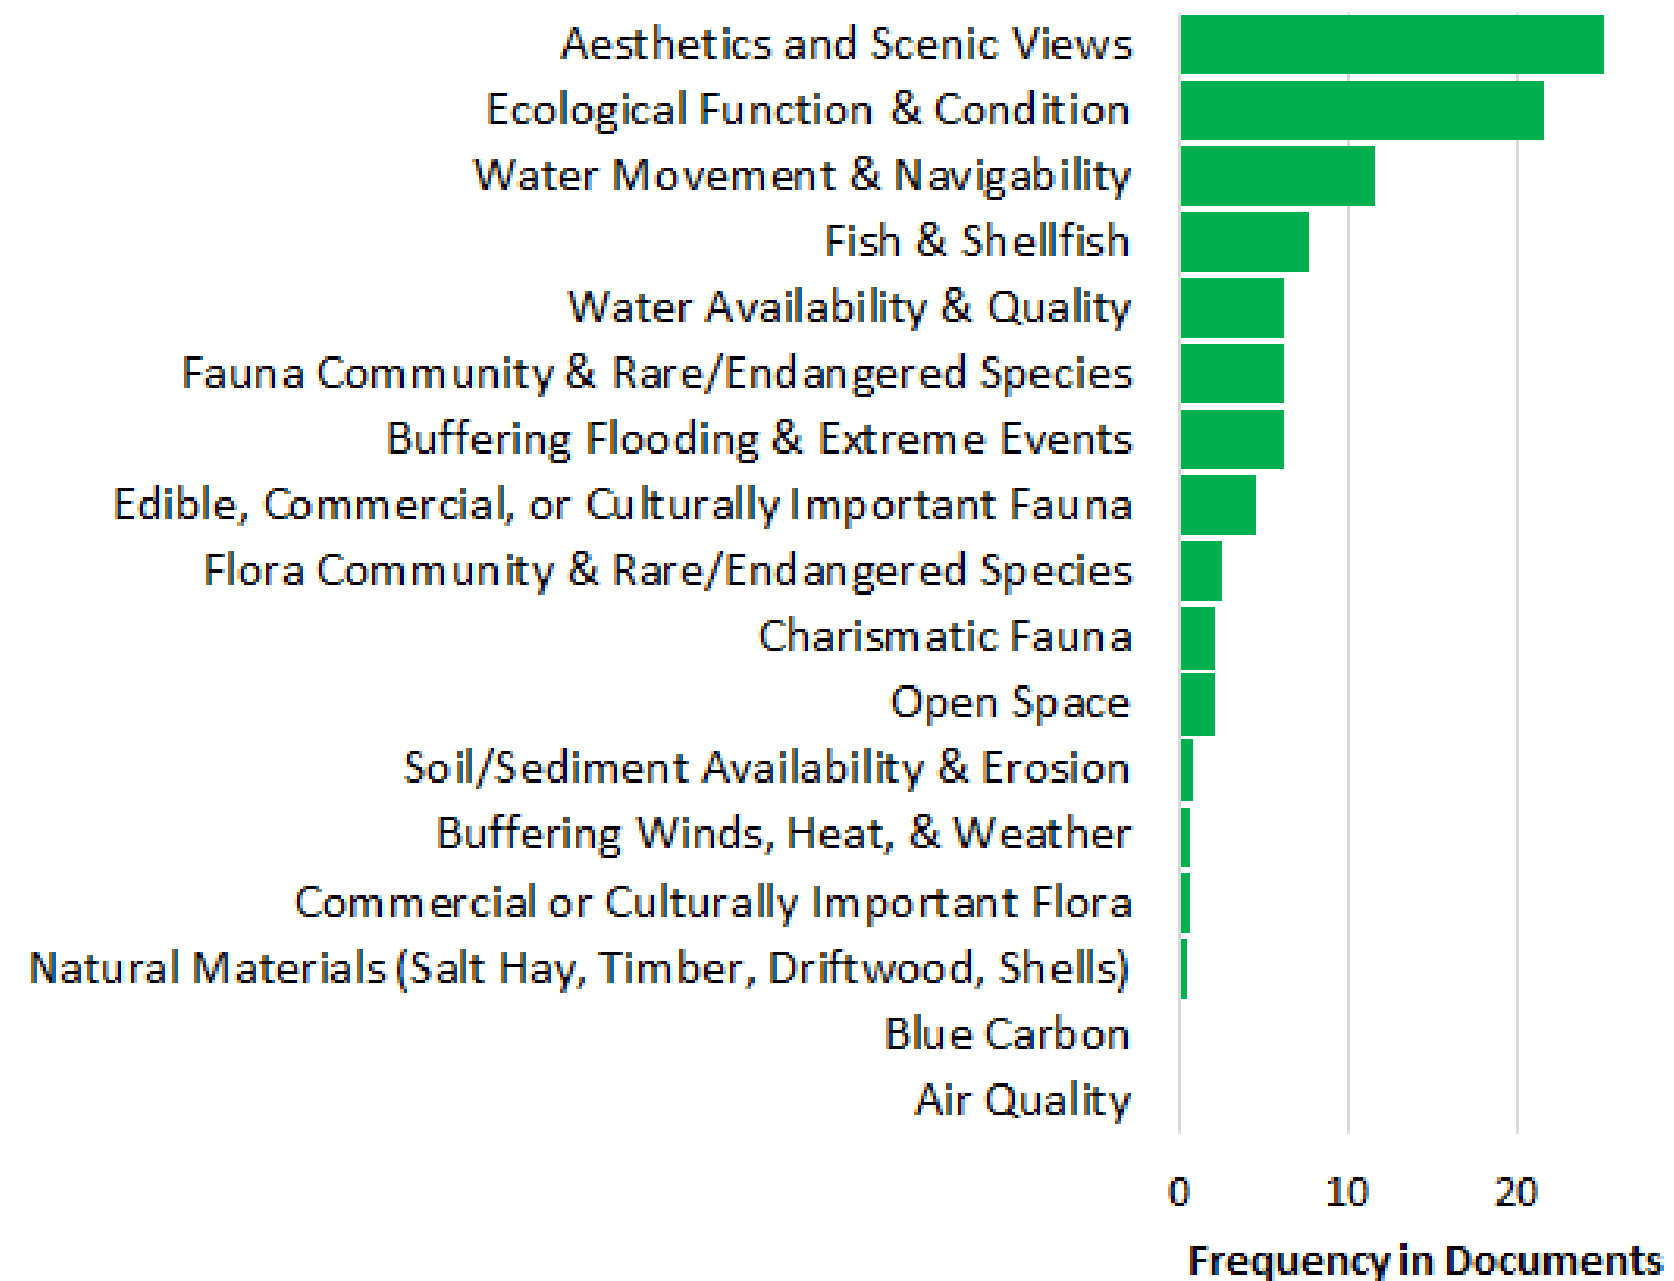 Aesthetics and Scenic Views
Ecological Function & Condition
Water Movement & Navigability
Fish & Shellfish
Water Availability & Quality
Fauna Community & Rare/Endangered Species
Buffering Flooding & Extreme Events
Edible, Commercial, or Culturally Important Fauna
Flora Community & Rare/Endangered Species
Charismatic Fauna
Open Space
Soil/Sediment Availability & Erosion
Buffering Winds, Heat, & Weather
Commercial or Culturally Important Flora
Natural Materials (Salt Hay, Timber, Driftwood, Shells)
Blue Carbon
Air Quality
0 10 20
Frequency in Documents